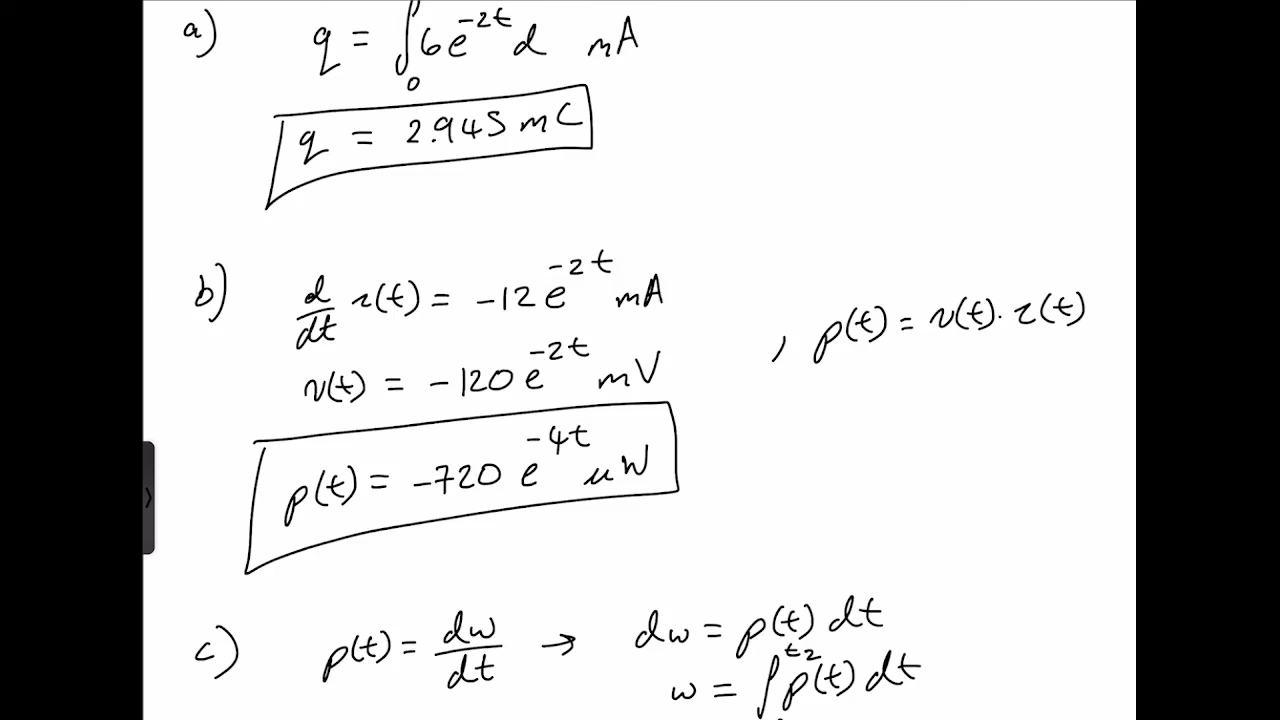 a) q = ∫₀ 6e^{-2t} d mA
q = 2.945 mC
b) d/dt i(t) = -12e^{-2t} mA , p(t) = v(t). i(t)
v(t) = -120e^{-2t} mV
p(t) = -720 e^{-4t} μW
c) p(t) = dw/dt → dw = p(t) dt
w = ∫^{t₂} p(t) dt